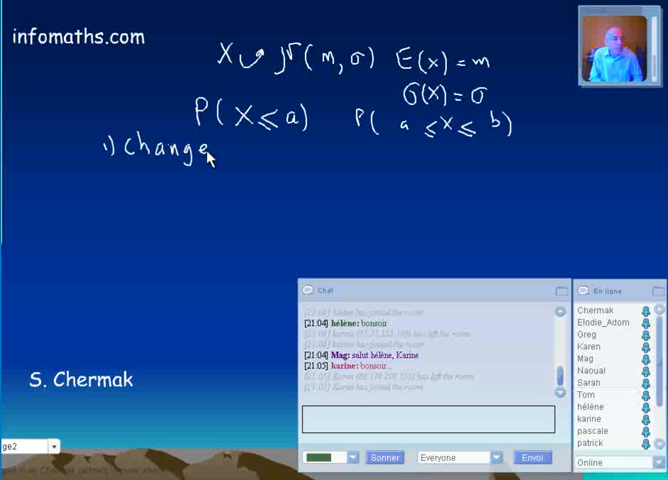 infomaths.com
X ↪ N(m, σ) E(x) = m
σ(X) = σ
P(X ⩽ a) P(a ⩽ X ⩽ b)
1) Change
S. Chermak
ge2
Chat
[21:04] hélène: bonsoir
[21:04] Mag: salut hélène, Karine
[21:05] karine: bonsoir...
Sonner
Everyone
Envoi
En ligne
Chermak
Elodie_Adom
Greg
Karen
Mag
Naoual
Sarah
Tom
hélène
karine
pascale
patrick
Online